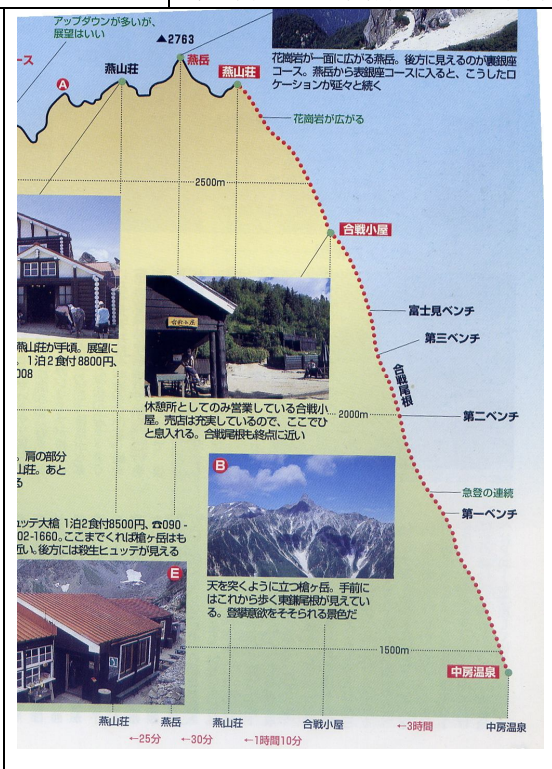 アップダウンが多いが、
展望はいい
ース
▲2763
燕岳
燕山荘
燕山荘
A
花崗岩が一面に広がる燕岳。後方に見えるのが裏銀座
コース。燕岳から表銀座コースに入ると、こうしたロ
ケーションが延々と続く
花崗岩が広がる
2500m
合戦小屋
富士見ベンチ
第三ベンチ
合戦尾根
燕山荘が手頃。展望に
。1泊2食付8800円、
008
休憩所としてのみ営業している合戦小
屋。売店は充実しているので、ここでひ
と息入れる。合戦尾根も終点に近い
2000m
第二ベンチ
。肩の部分
山荘。あと
る
B
急登の連続
第一ベンチ
ュッテ大槍 1泊2食付8500円、☎090-
02-1660。ここまでくれば槍ヶ岳はも
近い。後方には殺生ヒュッテが見える
E
天を突くように立つ槍ヶ岳。手前に
はこれから歩く東鎌尾根が見えてい
る。登攀意欲をそそられる景色だ
1500m
中房温泉
燕山荘
燕岳
燕山荘
合戦小屋
中房温泉
←25分
←30分
←1時間10分
←3時間